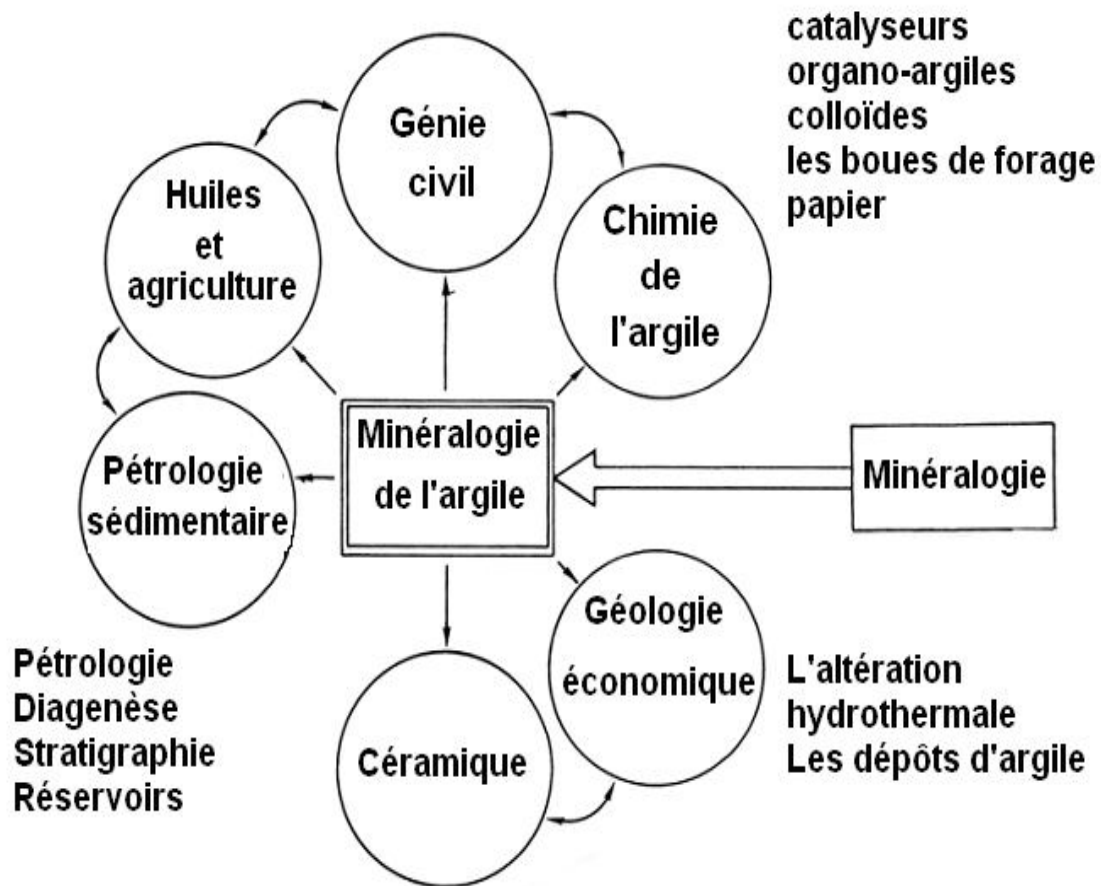 catalyseurs
organo-argiles
colloïdes
les boues de forage
papier
Génie
civil
Huiles
et
agriculture
Chimie
de
l'argile
Minéralogie
de l'argile
Minéralogie
Pétrologie
sédimentaire
Géologie
économique
Céramique
Pétrologie
Diagenèse
Stratigraphie
Réservoirs
L'altération
hydrothermale
Les dépôts d'argile